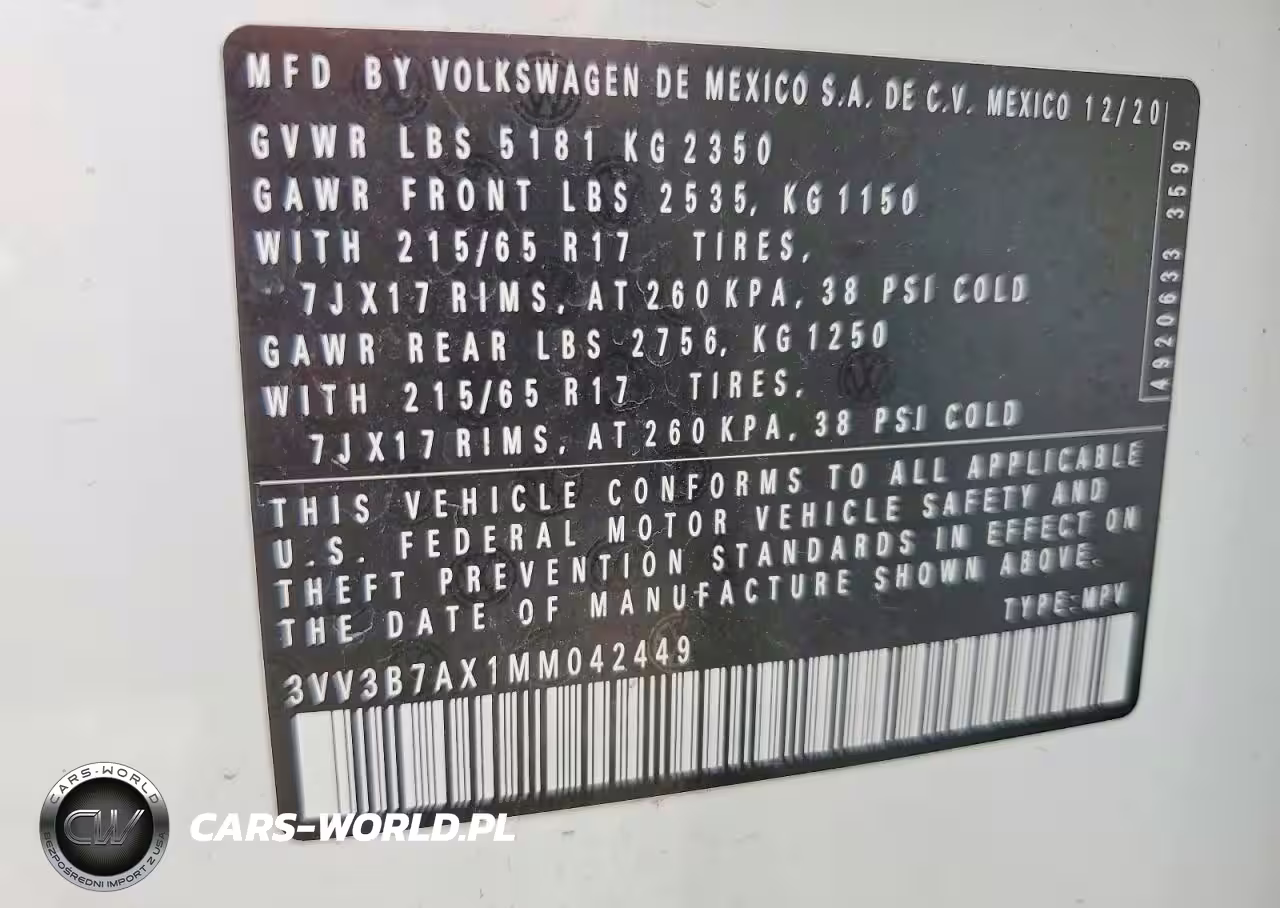 MFD BY VOLKSWAGEN DE MEXICO S.A. DE C.V. MEXICO 12/20
GVWR LBS 5181 KG 2350
GAWR FRONT LBS 2535, KG 1150
WITH 215/65 R17 TIRES,
7JX17 RIMS, AT 260 KPA, 38 PSI COLD
GAWR REAR LBS 2756, KG 1250
WITH 215/65 R17 TIRES,
7JX17 RIMS, AT 260 KPA, 38 PSI COLD
A920633 3599
THIS VEHICLE CONFORMS TO ALL APPLICABLE
U.S. FEDERAL MOTOR VEHICLE SAFETY AND
THEFT PREVENTION STANDARDS IN EFFECT ON
THE DATE OF MANUFACTURE SHOWN ABOVE.
TYPE:MPV
3VV3B7AX1MM042449
CARS-WORLD
CW
BEZPOŚREDNI IMPORT Z USA
CARS-WORLD.PL